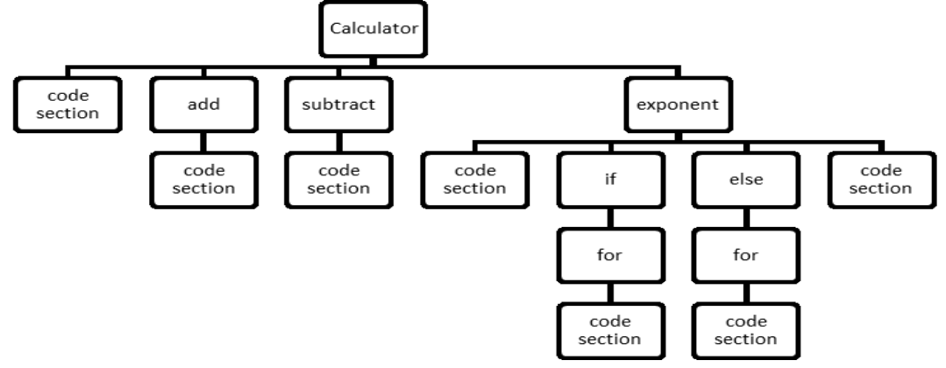 Calculator
code
section
add
subtract
exponent
code
section
code
section
code
section
if
else
code
section
for
for
code
section
code
section